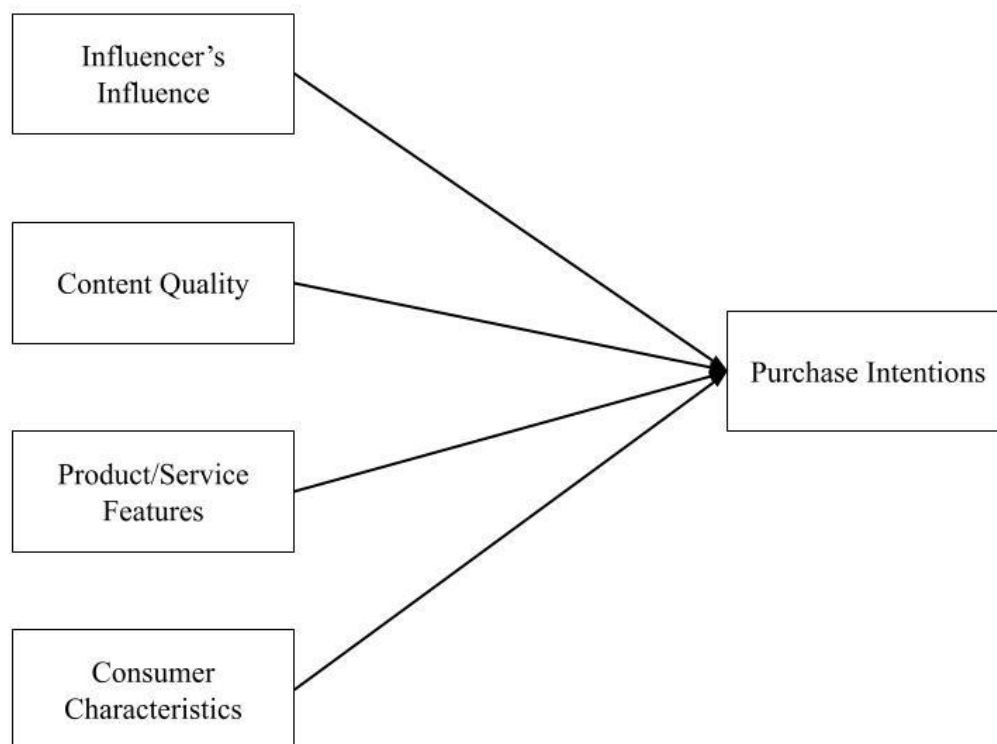 Influencer’s
Influence
Content Quality
Purchase Intentions
Product/Service
Features
Consumer
Characteristics